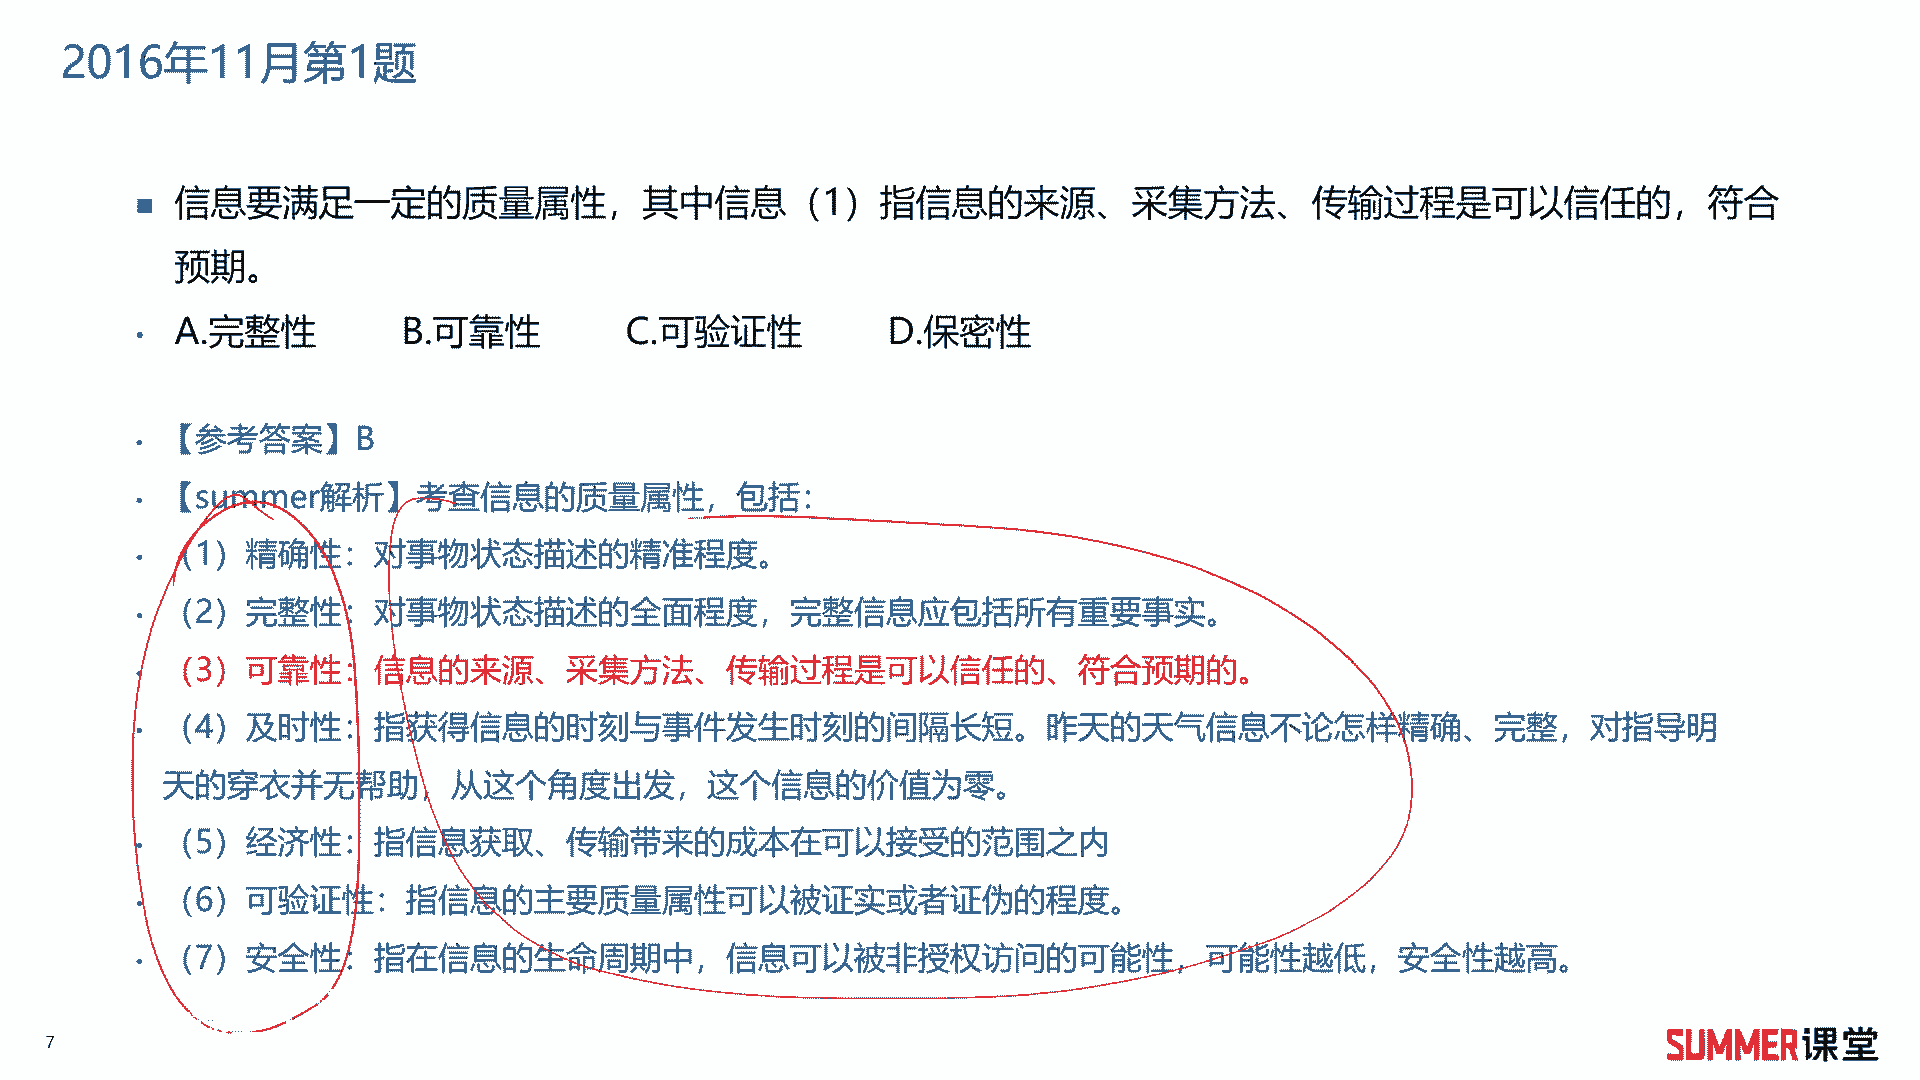 2016年11月第1题
信息要满足一定的质量属性，其中信息（1）指信息的来源、采集方法、传输过程是可以信任的，符合
预期。
A.完整性 B.可靠性 C.可验证性 D.保密性
【参考答案】B
【summer解析】考查信息的质量属性，包括：
（1）精确性：对事物状态描述的精准程度。
（2）完整性：对事物状态描述的全面程度，完整信息应包括所有重要事实。
（3）可靠性：信息的来源、采集方法、传输过程是可以信任的、符合预期的。
（4）及时性：指获得信息的时刻与事件发生时刻的间隔长短。昨天的天气信息不论怎样精确、完整，对指导明
天的穿衣并无帮助，从这个角度出发，这个信息的价值为零。
（5）经济性：指信息获取、传输带来的成本在可以接受的范围之内
（6）可验证性：指信息的主要质量属性可以被证实或者证伪的程度。
（7）安全性：指在信息的生命周期中，信息可以被非授权访问的可能性，可能性越低，安全性越高。
7
SUMMER课堂